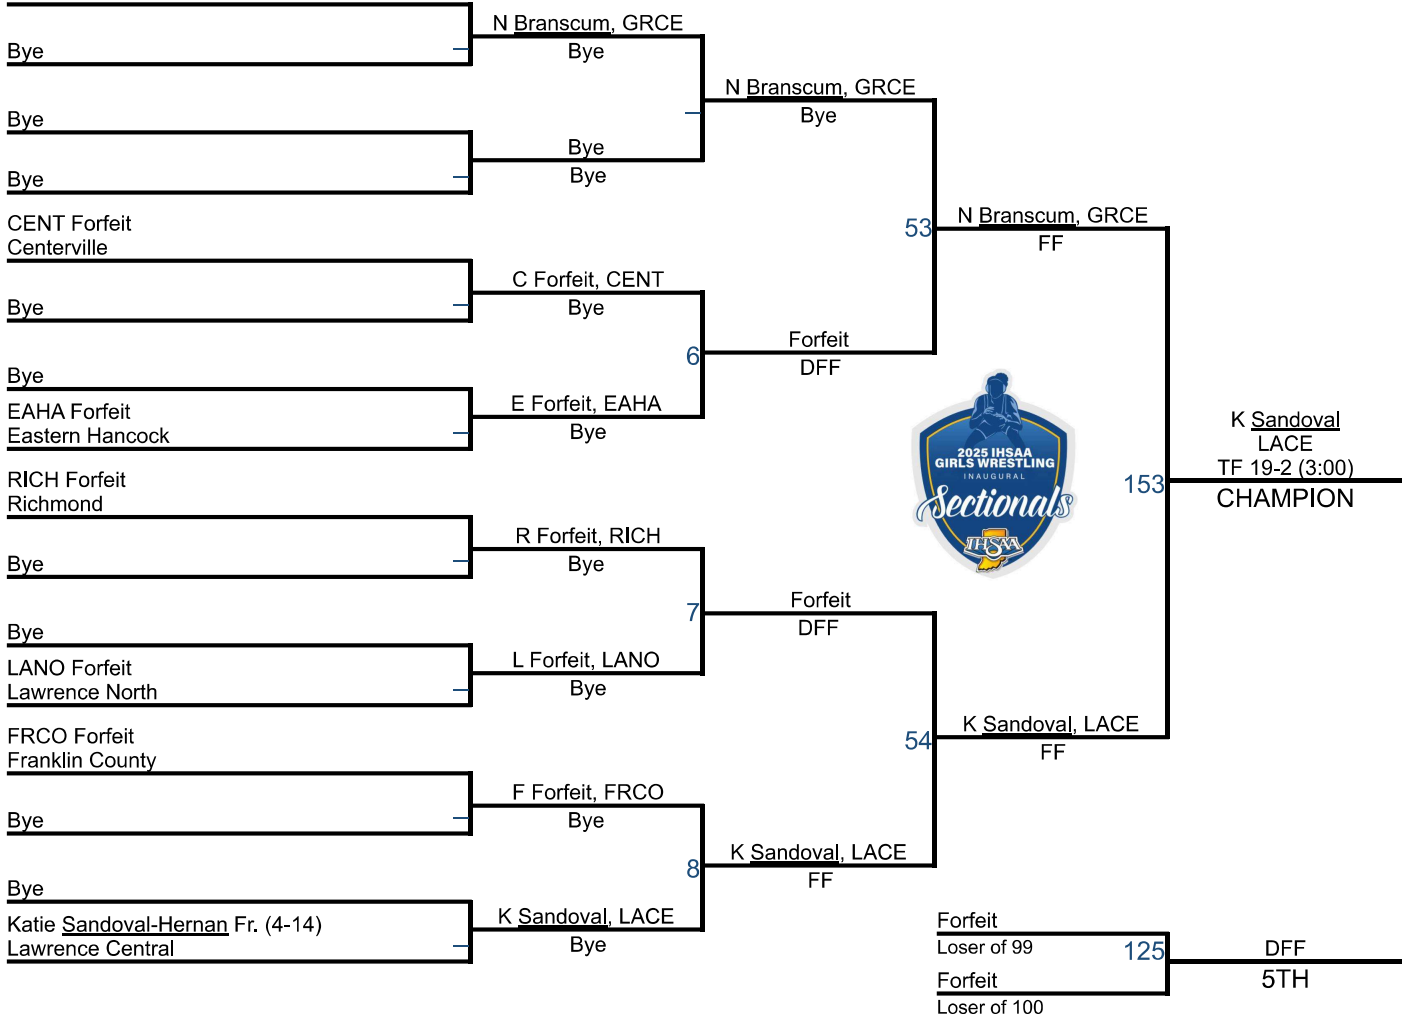 Bye
Bye
Bye
CENT Forfeit
Centerville
Bye
Bye
EAHA Forfeit
Eastern Hancock
RICH Forfeit
Richmond
Bye
Bye
LANO Forfeit
Lawrence North
FRCO Forfeit
Franklin County
Bye
Bye
Katie Sandoval-Hernan Fr. (4-14)
Lawrence Central
N Branscum, GRCE
Bye
Bye
Bye
C Forfeit, CENT
Bye
E Forfeit, EAHA
Bye
R Forfeit, RICH
Bye
L Forfeit, LANO
Bye
F Forfeit, FRCO
Bye
K Sandoval, LACE
Bye
6
7
8
N Branscum, GRCE
Bye
Forfeit
DFF
Forfeit
DFF
K Sandoval, LACE
FF
53
54
N Branscum, GRCE
FF
2025 IHSAA
GIRLS WRESTLING
INAUGURAL
Sectionals
IHSAA
K Sandoval, LACE
FF
153
K Sandoval
LACE
TF 19-2 (3:00)
CHAMPION
Forfeit
Loser of 99
Forfeit
Loser of 100
125
DFF
5TH